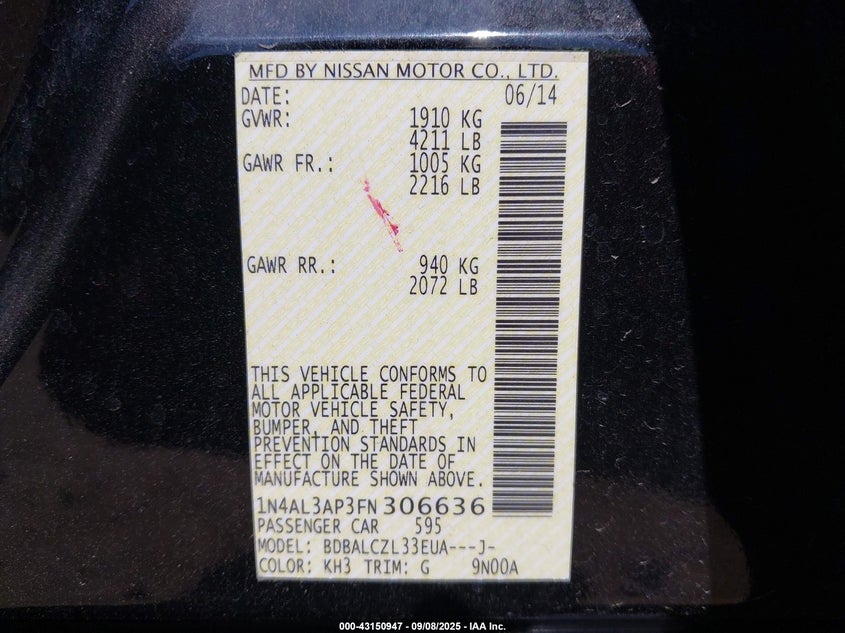 MFD BY NISSAN MOTOR CO., LTD.
DATE: 06/14
GVWR: 1910 KG
4211 LB
GAWR FR.: 1005 KG
2216 LB
GAWR RR.: 940 KG
2072 LB
THIS VEHICLE CONFORMS TO
ALL APPLICABLE FEDERAL
MOTOR VEHICLE SAFETY,
BUMPER, AND THEFT
PREVENTION STANDARDS IN
EFFECT ON THE DATE OF
MANUFACTURE SHOWN ABOVE.
1N4AL3AP3FN306636
PASSENGER CAR 595
MODEL: BDBALCZL33EUA---J-
COLOR: KH3 TRIM: G 9N00A
000-43150947 - 09/08/2025 - IAA Inc.